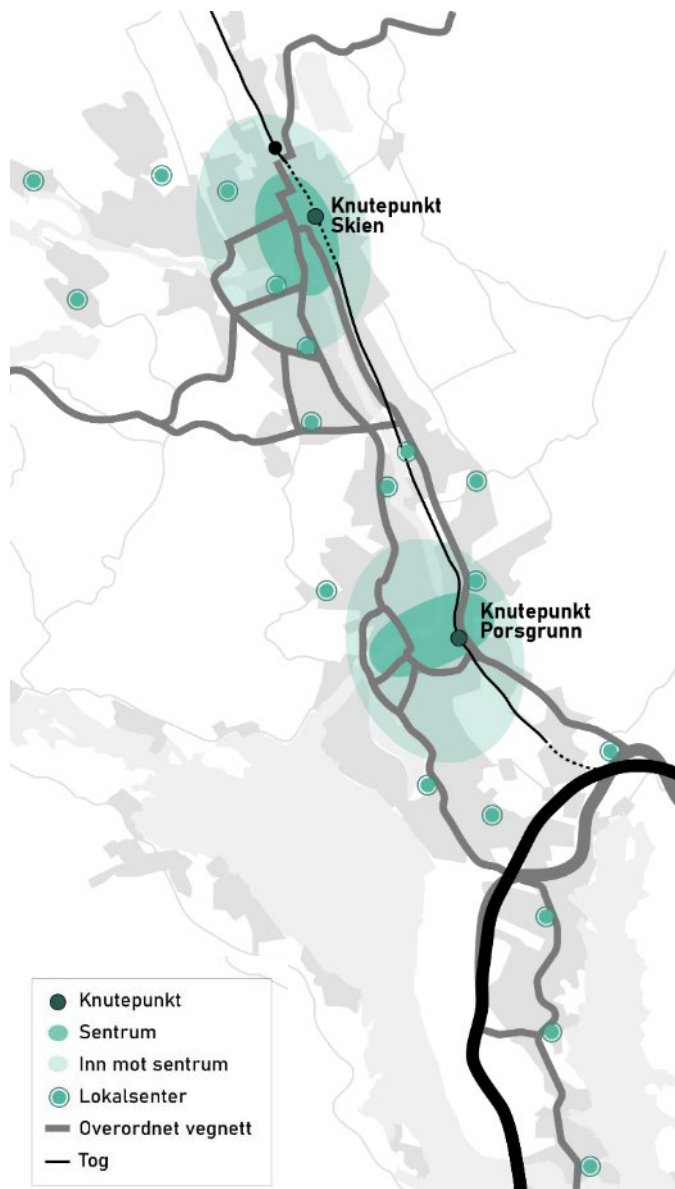 Knutepunkt
Skien
Knutepunkt
Porsgrunn
Knutepunkt
Sentrum
Inn mot sentrum
Lokalsenter
Overordnet vegnett
Tog